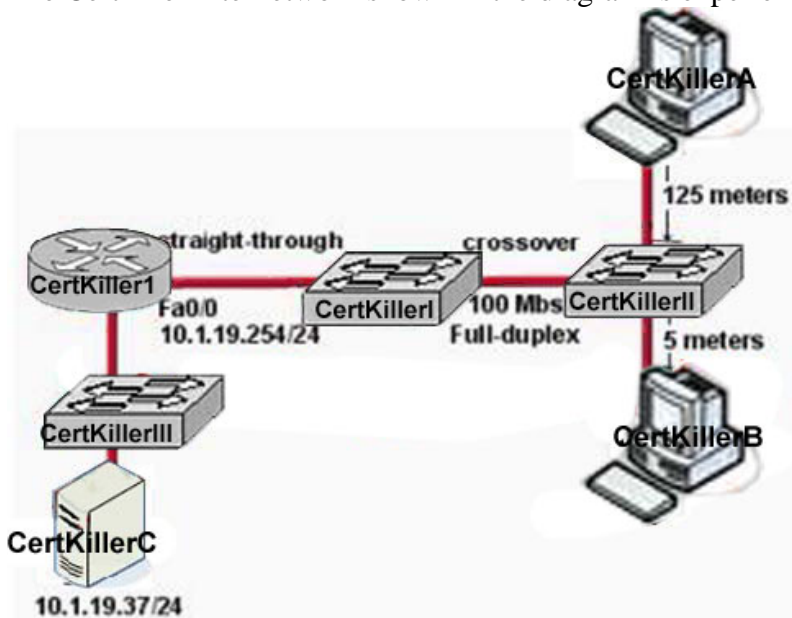 CertKillerA
125 meters
straight-through
crossover
CertKiller1
CertKillerI
CertKillerII
Fa0/0
100 Mbs
10.1.19.254/24
Full-duplex
5 meters
CertKillerIII
CertKillerB
CertKillerC
10.1.19.37/24